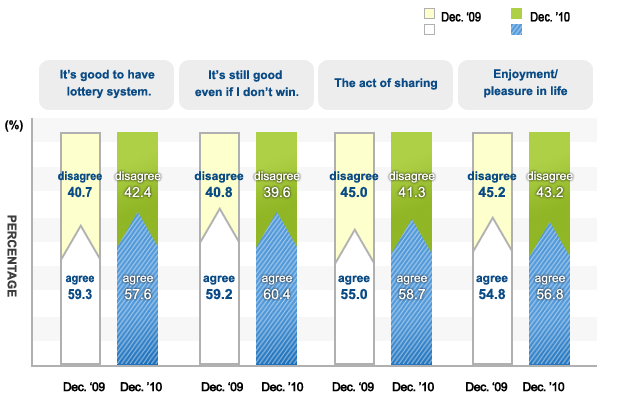 Dec. '09 Dec. '10
It's good to have
lottery system.
It's still good
even if I don't win.
The act of sharing
Enjoyment/
pleasure in life
(%)
PERCENTAGE
disagree disagree disagree disagree disagree disagree disagree disagree
40.7 42.4 40.8 39.6 45.0 41.3 45.2 43.2
agree agree agree agree agree agree agree agree
59.3 57.6 59.2 60.4 55.0 58.7 54.8 56.8
Dec. '09 Dec. '10 Dec. '09 Dec. '10 Dec. '09 Dec. '10 Dec. '09 Dec. '10